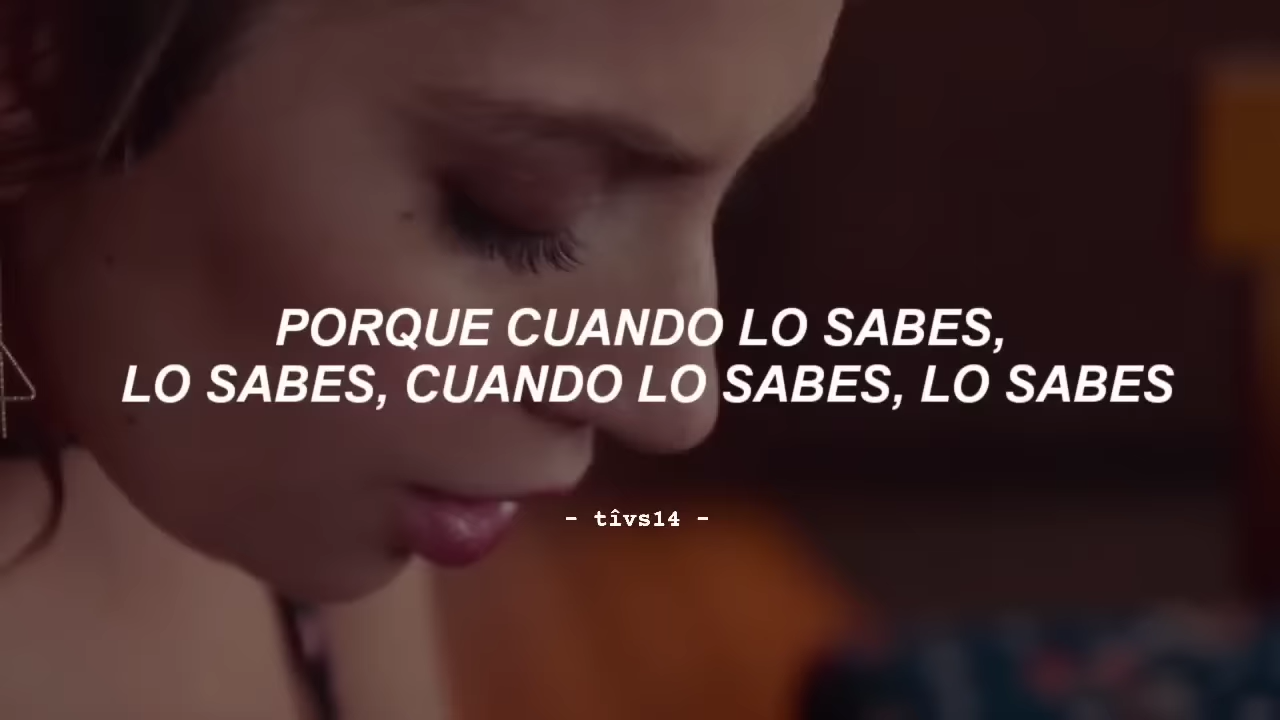 PORQUE CUANDO LO SABES,
LO SABES, CUANDO LO SABES, LO SABES
- tîvs14 -